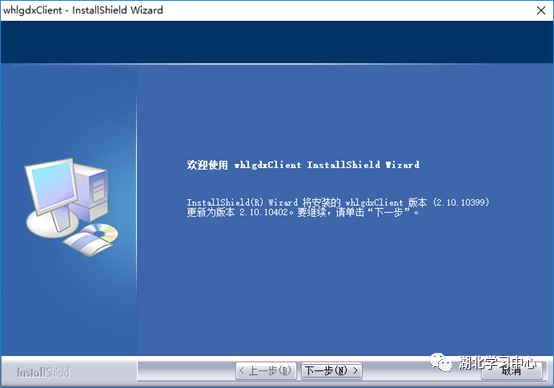 whlgdxClient - InstallShield Wizard
欢迎使用 whlgdxClient InstallShield Wizard
InstallShield(R) Wizard 将安装的 whlgdxClient 版本 (2.10.10399)
更新为版本 2.10.10402。要继续，请单击“下一步”。
InstallShield
< 上一步(B)
下一步(N) >
取消
湖北学习中心